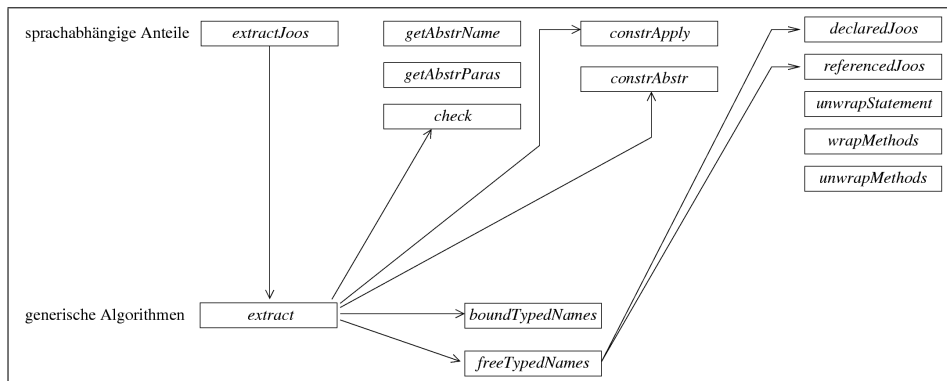 sprachabhängige Anteile
extractJoos
getAbstrName
getAbstrParas
check
constrApply
constrAbstr
declaredJoos
referencedJoos
unwrapStatement
wrapMethods
unwrapMethods
generische Algorithmen
extract
boundTypedNames
freeTypedNames